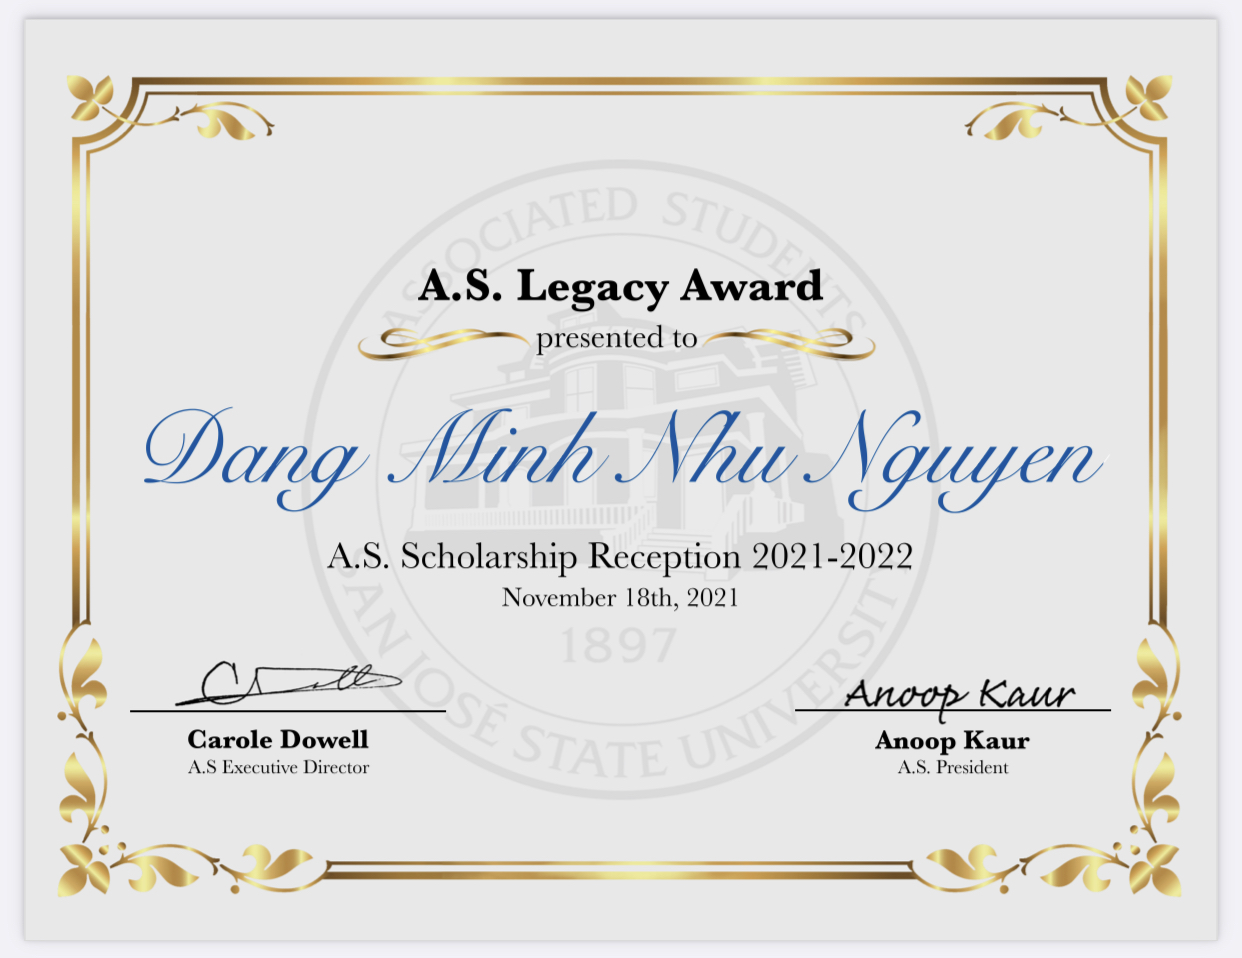 A.S. Legacy Award
presented to
Dang Minh Nhu Nguyen
A.S. Scholarship Reception 2021-2022
November 18th, 2021
ASSOCIATED STUDENTS
1897
SAN JOSÉ STATE UNIVERSITY
Anoop Kaur
Carole Dowell
A.S Executive Director
Anoop Kaur
A.S. President